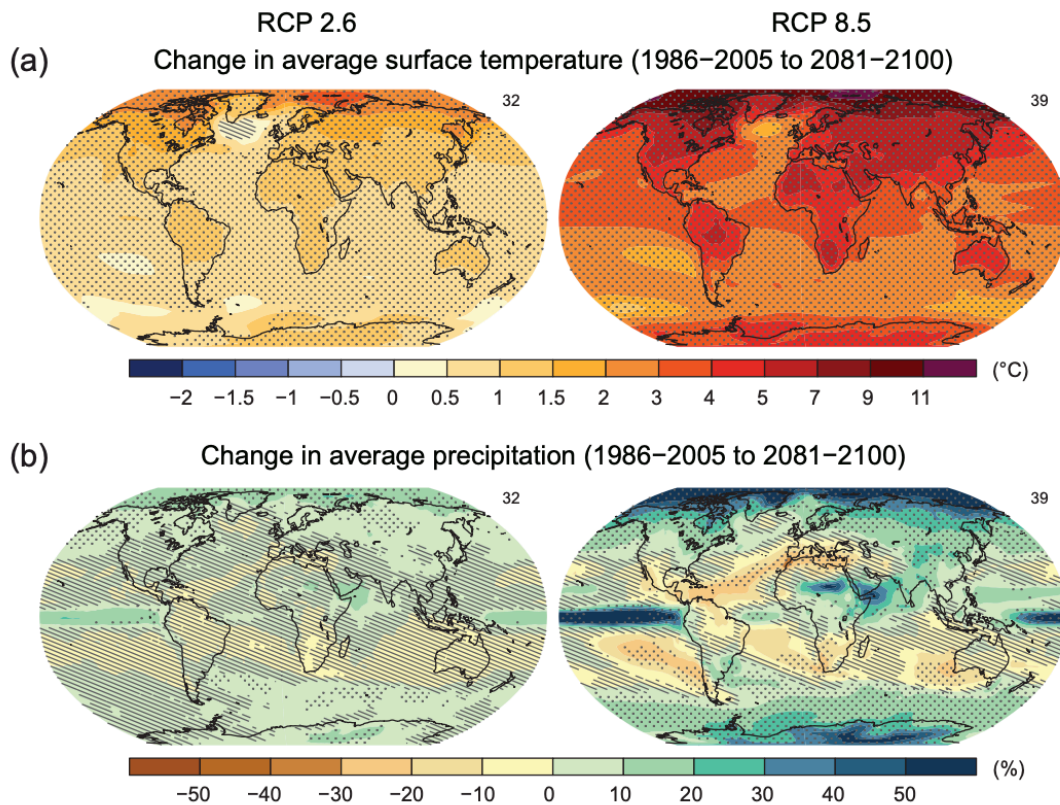 RCP 2.6 RCP 8.5
(a) Change in average surface temperature (1986−2005 to 2081−2100)
32 39
−2 −1.5 −1 −0.5 0 0.5 1 1.5 2 3 4 5 7 9 11 (°C)
(b) Change in average precipitation (1986−2005 to 2081−2100)
32 39
−50 −40 −30 −20 −10 0 10 20 30 40 50 (%)